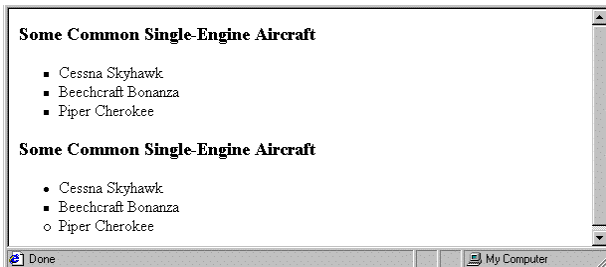 Some Common Single-Engine Aircraft
▪ Cessna Skyhawk
▪ Beechcraft Bonanza
▪ Piper Cherokee
Some Common Single-Engine Aircraft
• Cessna Skyhawk
▪ Beechcraft Bonanza
○ Piper Cherokee
Done My Computer